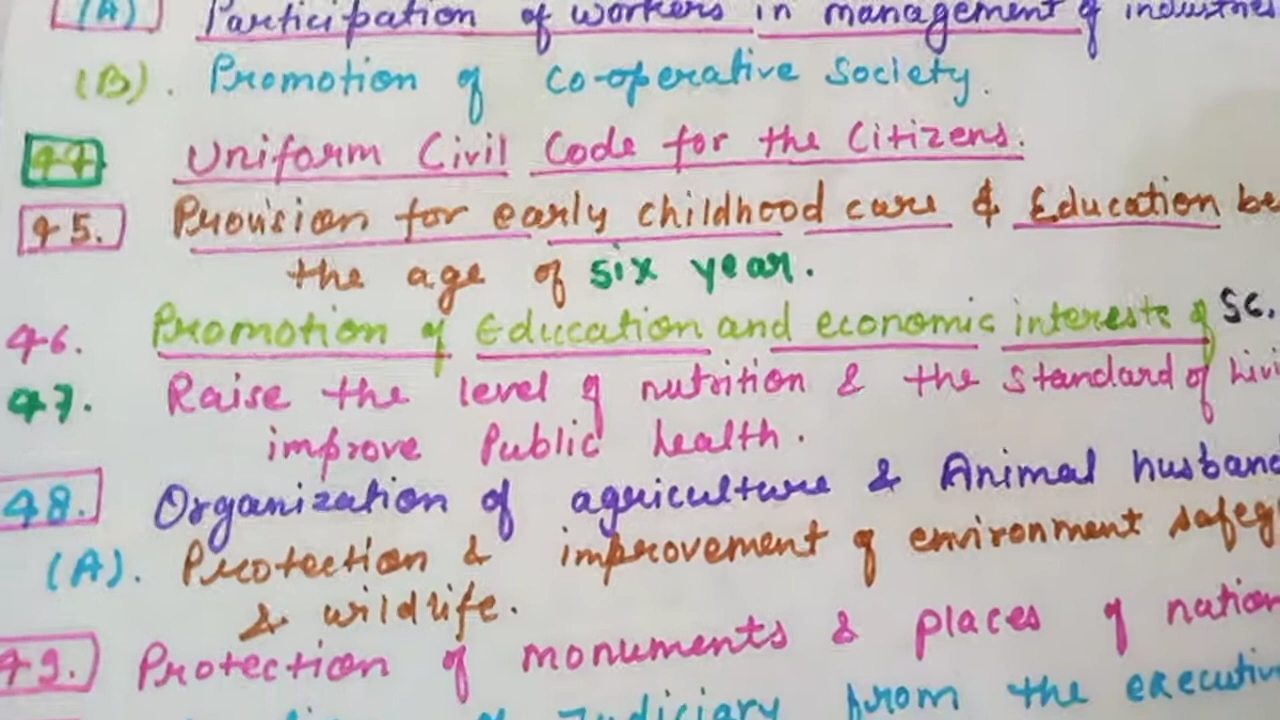 (A) Participation of workers in management of industries
(B). Promotion of co-operative Society.
44 Uniform Civil Code for the Citizens.
45. Provision for early childhood care & Education be
the age of six year.
46. Promotion of Education and economic interests of SC.
47. Raise the level of nutrition & the standard of Livi
improve Public health.
48. Organization of agriculture & Animal husband
(A). Protection & improvement of environment safeg
& wildlife.
49. Protection of monuments & places of nation
of Judiciary from the executiv